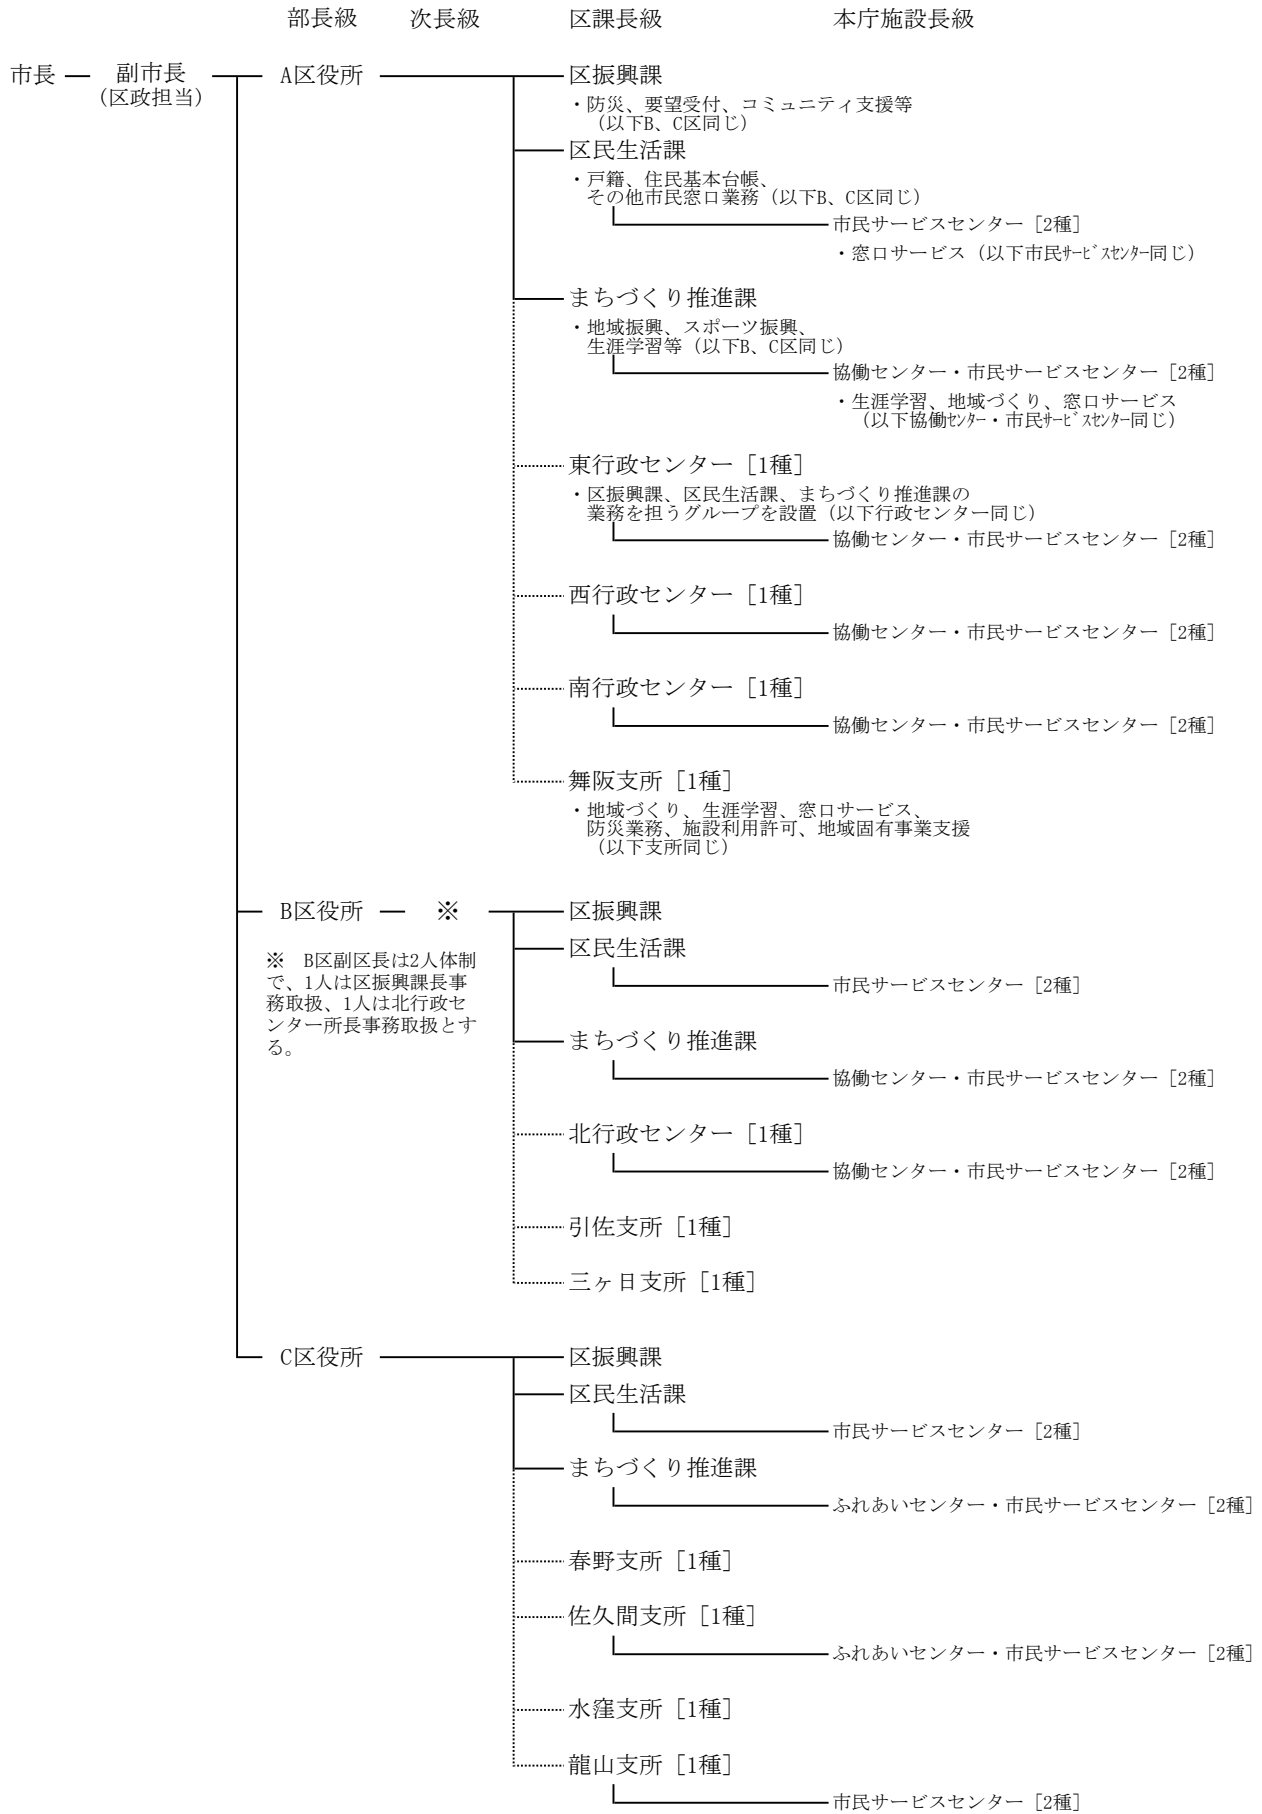 部長級　次長級　区課長級　本庁施設長級
市長　副市長　A区役所　区振興課
（区政担当）
・防災、要望受付、コミュニティ支援等
（以下B、C区同じ）
区民生活課
・戸籍、住民基本台帳、
その他市民窓口業務（以下B、C区同じ）
市民サービスセンター［2種］
・窓口サービス（以下市民ｻｰﾋﾞｽｾﾝﾀｰ同じ）
まちづくり推進課
・地域振興、スポーツ振興、
生涯学習等（以下B、C区同じ）
協働センター・市民サービスセンター［2種］
・生涯学習、地域づくり、窓口サービス
（以下協働ｾﾝﾀｰ・市民ｻｰﾋﾞｽｾﾝﾀｰ同じ）
東行政センター［1種］
・区振興課、区民生活課、まちづくり推進課の
業務を担うグループを設置（以下行政センター同じ）
協働センター・市民サービスセンター［2種］
西行政センター［1種］
協働センター・市民サービスセンター［2種］
南行政センター［1種］
協働センター・市民サービスセンター［2種］
舞阪支所［1種］
・地域づくり、生涯学習、窓口サービス、
防災業務、施設利用許可、地域固有事業支援
（以下支所同じ）
B区役所　※　区振興課
※　B区副区長は2人体制
で、1人は区振興課長事
務取扱、1人は北行政セ
ンター所長事務取扱とす
る。
区民生活課
市民サービスセンター［2種］
まちづくり推進課
協働センター・市民サービスセンター［2種］
北行政センター［1種］
協働センター・市民サービスセンター［2種］
引佐支所［1種］
三ヶ日支所［1種］
C区役所　区振興課
区民生活課
市民サービスセンター［2種］
まちづくり推進課
ふれあいセンター・市民サービスセンター［2種］
春野支所［1種］
佐久間支所［1種］
ふれあいセンター・市民サービスセンター［2種］
水窪支所［1種］
龍山支所［1種］
市民サービスセンター［2種］